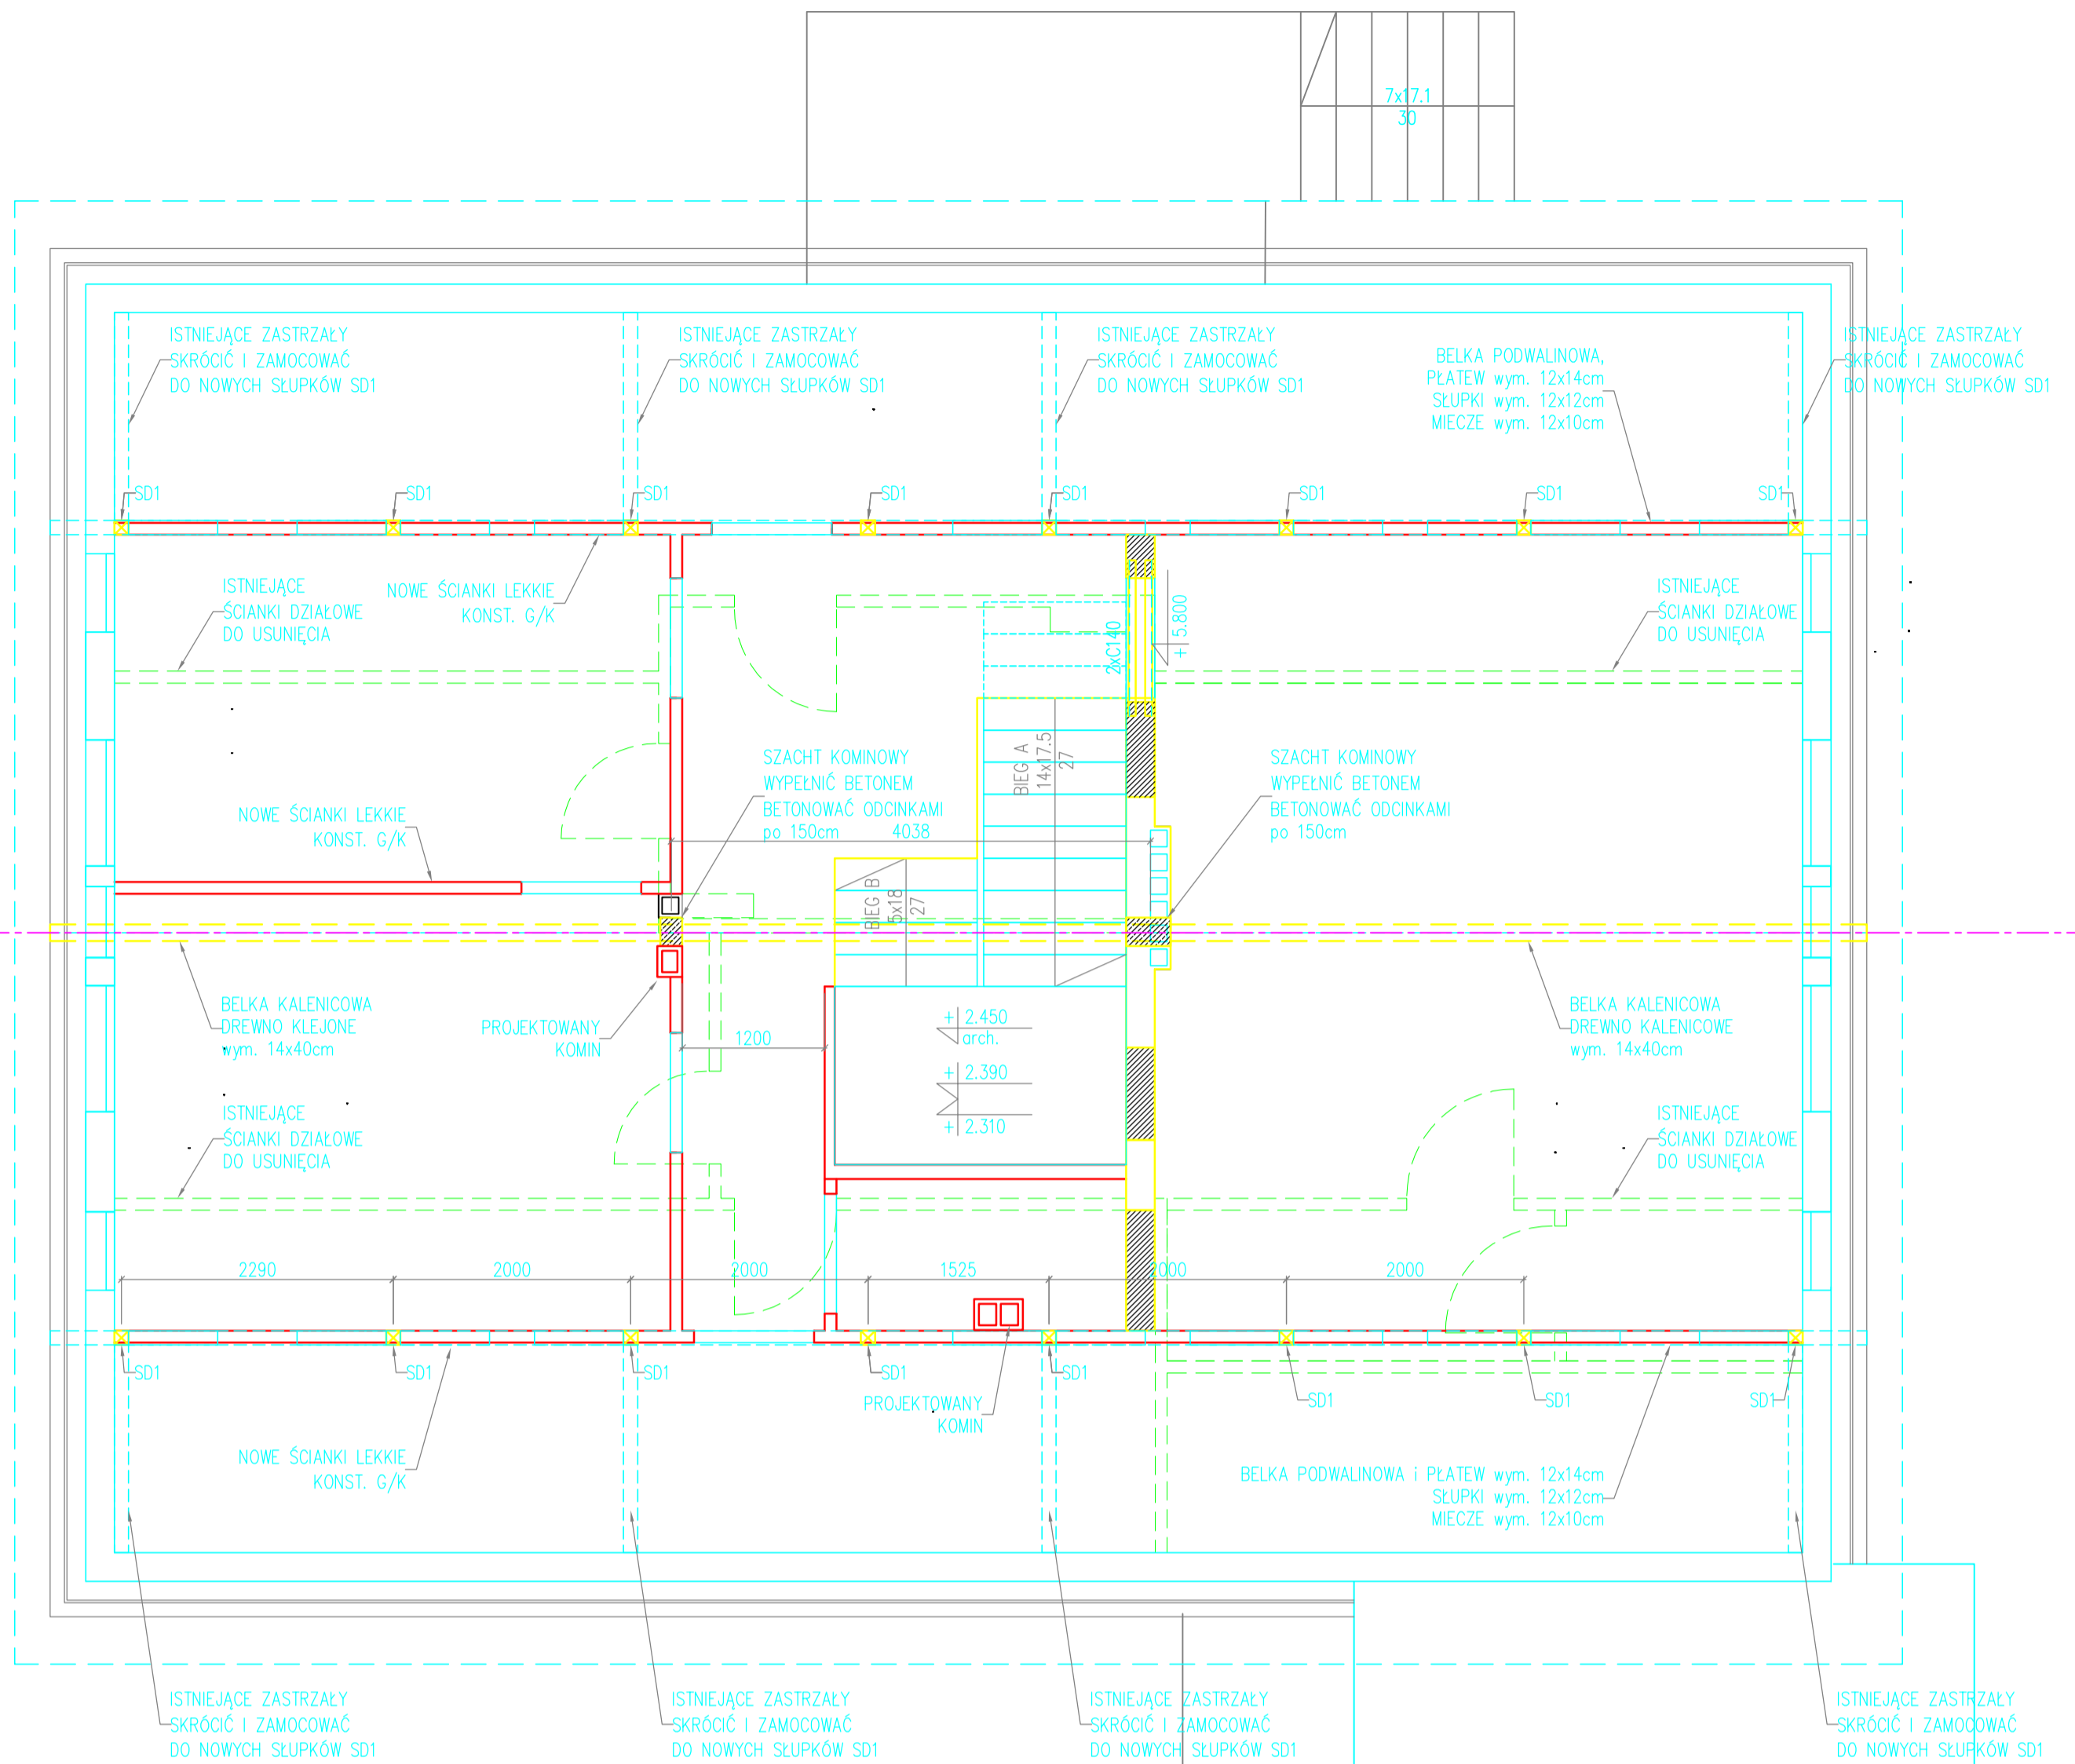 7x17.1
30
ISTNIEJĄCE ZASTRZAŁY
SKRÓCIĆ I ZAMOCOWAĆ
DO NOWYCH SŁUPKÓW SD1
ISTNIEJĄCE ZASTRZAŁY
SKRÓCIĆ I ZAMOCOWAĆ
DO NOWYCH SŁUPKÓW SD1
ISTNIEJĄCE ZASTRZAŁY
SKRÓCIĆ I ZAMOCOWAĆ
DO NOWYCH SŁUPKÓW SD1
BELKA PODWALINOWA,
PŁATEW wym. 12x14cm
SŁUPKI wym. 12x12cm
MIECZE wym. 12x10cm
ISTNIEJĄCE ZASTRZAŁY
SKRÓCIĆ I ZAMOCOWAĆ
DO NOWYCH SŁUPKÓW SD1
SD1
SD1
SD1
SD1
SD1
SD1
SD1
SD1
ISTNIEJĄCE
ŚCIANKI DZIAŁOWE
DO USUNIĘCIA
NOWE ŚCIANKI LEKKIE
KONST. G/K
2xC140
+ 5.800
ISTNIEJĄCE
ŚCIANKI DZIAŁOWE
DO USUNIĘCIA
NOWE ŚCIANKI LEKKIE
KONST. G/K
SZACHT KOMINOWY
WYPEŁNIĆ BETONEM
BETONOWAĆ ODCINKAMI
po 150cm
4038
BIEG A
14x17.5
27
SZACHT KOMINOWY
WYPEŁNIĆ BETONEM
BETONOWAĆ ODCINKAMI
po 150cm
BIEG B
5x18
27
BELKA KALENICOWA
DREWNO KLEJONE
wym. 14x40cm
PROJEKTOWANY
KOMIN
1200
+ 2.450
arch.
+ 2.390
+ 2.310
BELKA KALENICOWA
DREWNO KALENICOWE
wym. 14x40cm
ISTNIEJĄCE
ŚCIANKI DZIAŁOWE
DO USUNIĘCIA
ISTNIEJĄCE
ŚCIANKI DZIAŁOWE
DO USUNIĘCIA
2290
2000
2000
1525
2000
2000
SD1
SD1
SD1
SD1
SD1
SD1
SD1
SD1
PROJEKTOWANY
KOMIN
NOWE ŚCIANKI LEKKIE
KONST. G/K
BELKA PODWALINOWA i PŁATEW wym. 12x14cm
SŁUPKI wym. 12x12cm
MIECZE wym. 12x10cm
ISTNIEJĄCE ZASTRZAŁY
SKRÓCIĆ I ZAMOCOWAĆ
DO NOWYCH SŁUPKÓW SD1
ISTNIEJĄCE ZASTRZAŁY
SKRÓCIĆ I ZAMOCOWAĆ
DO NOWYCH SŁUPKÓW SD1
ISTNIEJĄCE ZASTRZAŁY
SKRÓCIĆ I ZAMOCOWAĆ
DO NOWYCH SŁUPKÓW SD1
ISTNIEJĄCE ZASTRZAŁY
SKRÓCIĆ I ZAMOCOWAĆ
DO NOWYCH SŁUPKÓW SD1